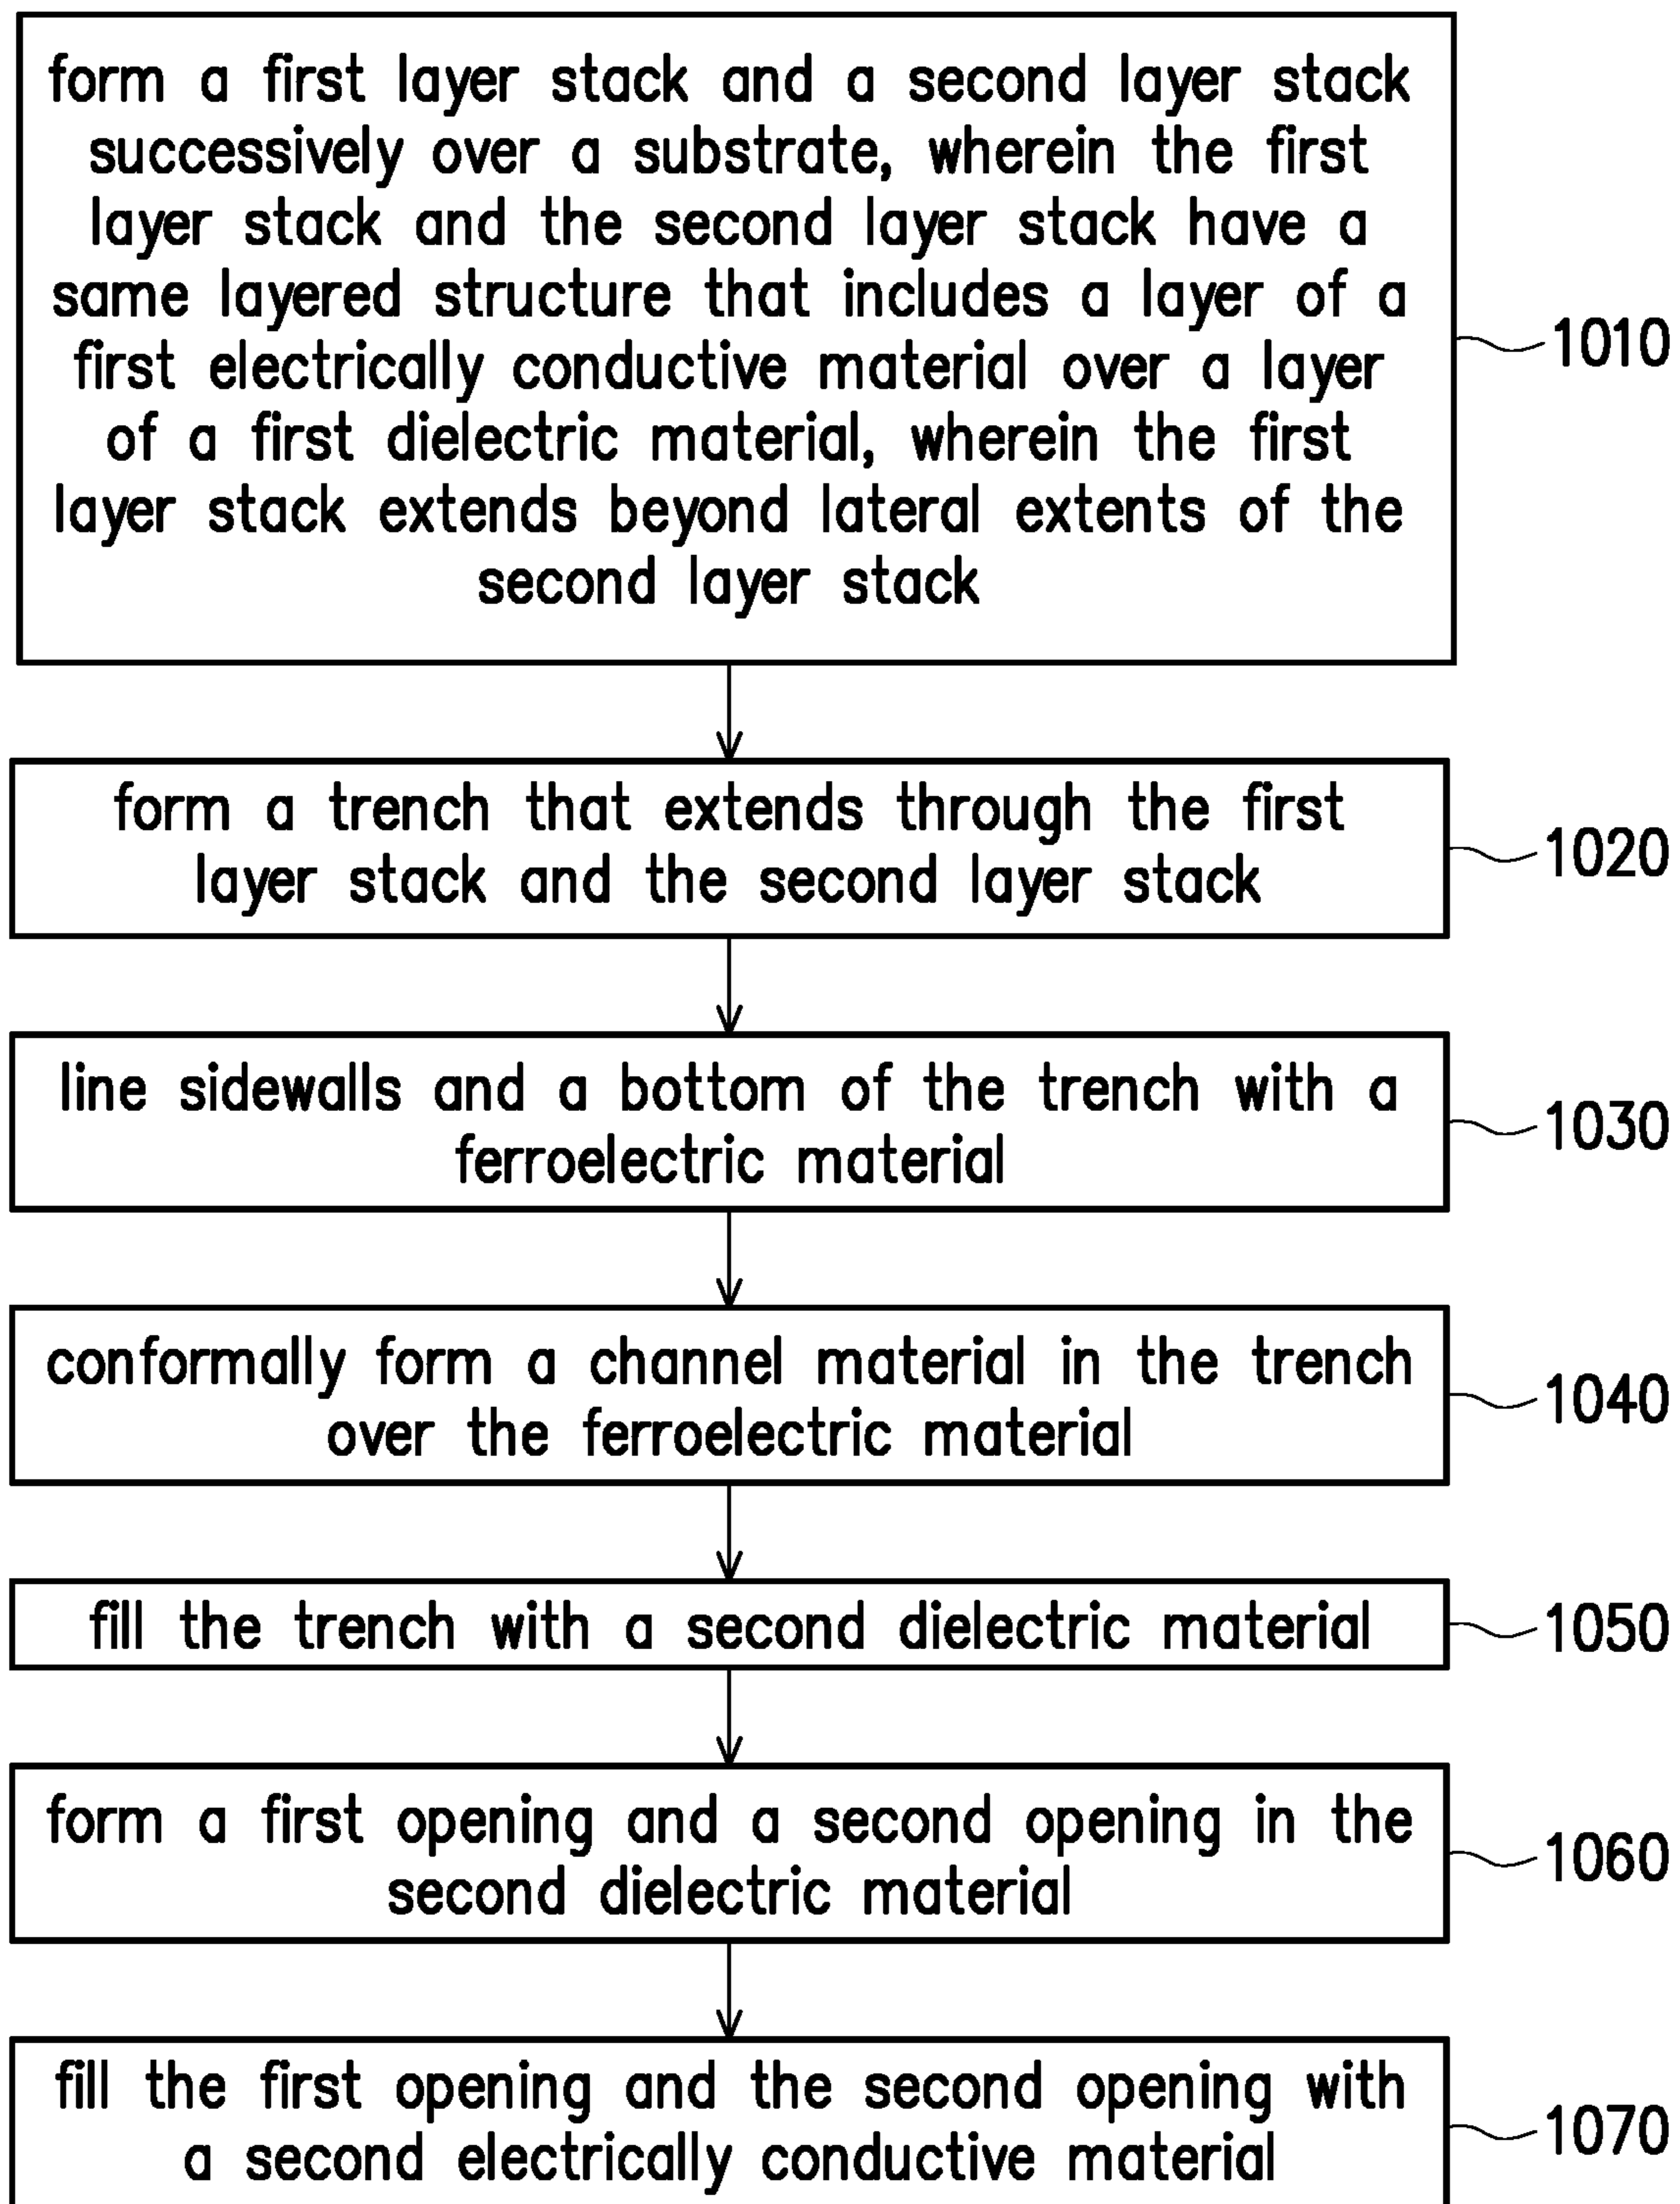 form a first layer stack and a second layer stack
successively over a substrate, wherein the first
layer stack and the second layer stack have a
same layered structure that includes a layer of a
first electrically conductive material over a layer
of a first dielectric material, wherein the first
layer stack extends beyond lateral extents of the
second layer stack
1010
form a trench that extends through the first
layer stack and the second layer stack
1020
line sidewalls and a bottom of the trench with a
ferroelectric material
1030
conformally form a channel material in the trench
over the ferroelectric material
1040
fill the trench with a second dielectric material
1050
form a first opening and a second opening in the
second dielectric material
1060
fill the first opening and the second opening with
a second electrically conductive material
1070